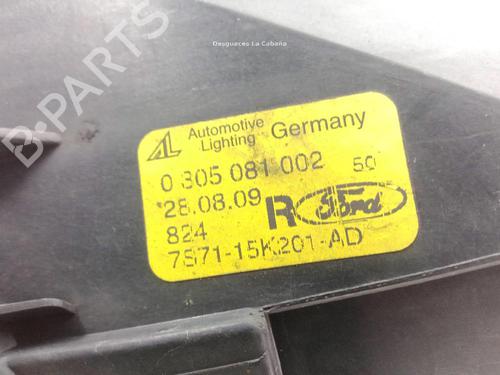 Desguaces La Cabaña
B-PARTS
AL Automotive Lighting Germany
0 305 081 002 50
28.08.09
R Ford
824
7S71-15K201-AD